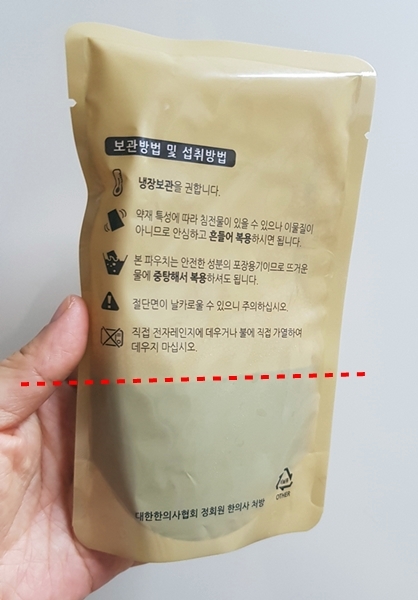 보관방법 및 섭취방법
냉장보관을 권합니다.
약재 특성에 따라 침전물이 있을 수 있으나 이물질이
아니므로 안심하고 흔들어 복용하시면 됩니다.
본 파우치는 안전한 성분의 포장용기이므로 뜨거운
물에 중탕해서 복용하셔도 됩니다.
절단면이 날카로울 수 있으니 주의하십시오.
직접 전자레인지에 데우거나 불에 직접 가열하여
데우지 마십시오.
OTHER
대한한의사협회 정회원 한의사 처방